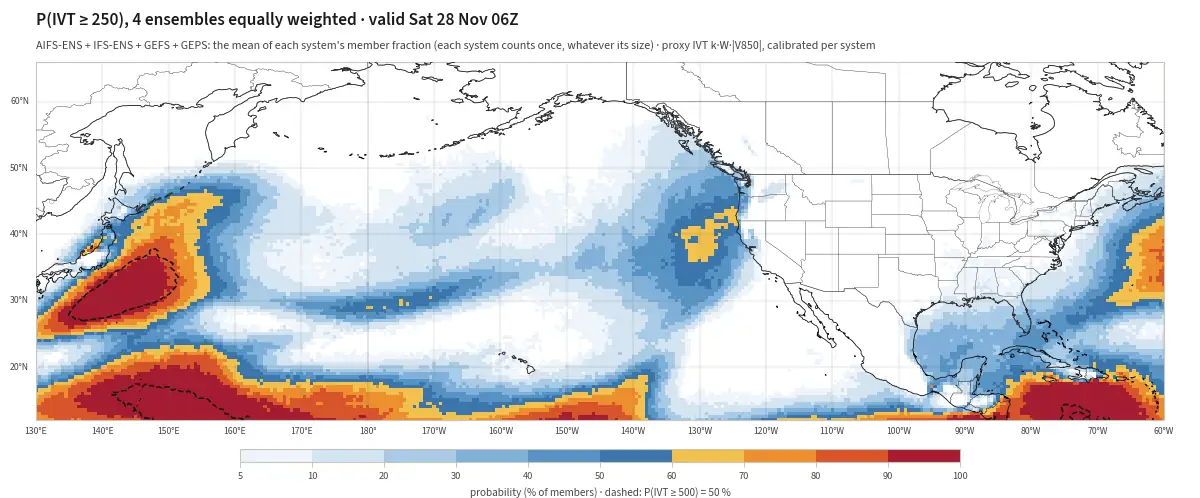 P(IVT ≥ 250), 4 ensembles equally weighted · valid Sat 28 Nov 06Z
AIFS-ENS + IFS-ENS + GEFS + GEPS: the mean of each system's member fraction (each system counts once, whatever its size) · proxy IVT k·W·|V850|, calibrated per system
60°N
50°N
40°N
30°N
20°N
130°E 140°E 150°E 160°E 170°E 180° 170°W 160°W 150°W 140°W 130°W 120°W 110°W 100°W 90°W 80°W 70°W 60°W
5 10 20 30 40 50 60 70 80 90 100
probability (% of members) · dashed: P(IVT ≥ 500) = 50 %